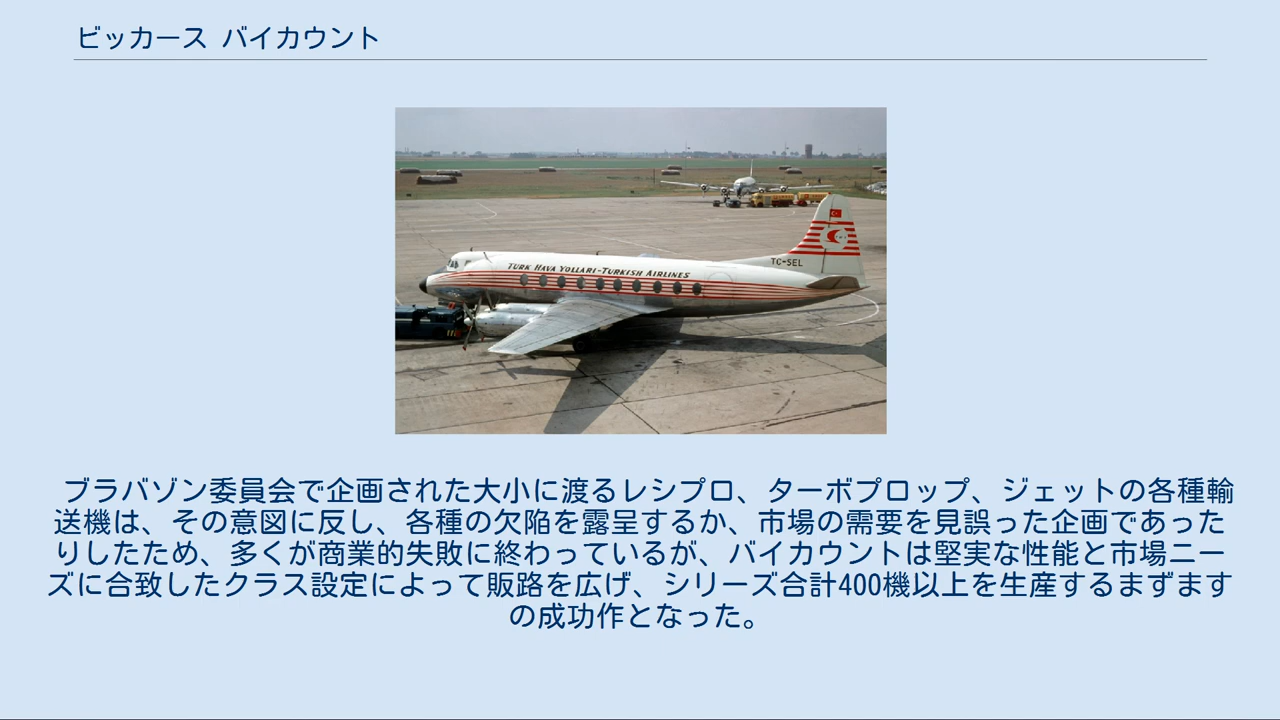 ビッカース バイカウント
TC-SEL
TÜRK HAVA YOLLARI-TURKISH AIRLINES
ブラバゾン委員会で企画された大小に渡るレシプロ、ターボプロップ、ジェットの各種輸
送機は、その意図に反し、各種の欠陥を露呈するか、市場の需要を見誤った企画であった
りしたため、多くが商業的失敗に終わっているが、バイカウントは堅実な性能と市場ニー
ズに合致したクラス設定によって販路を広げ、シリーズ合計400機以上を生産するまずます
の成功作となった。